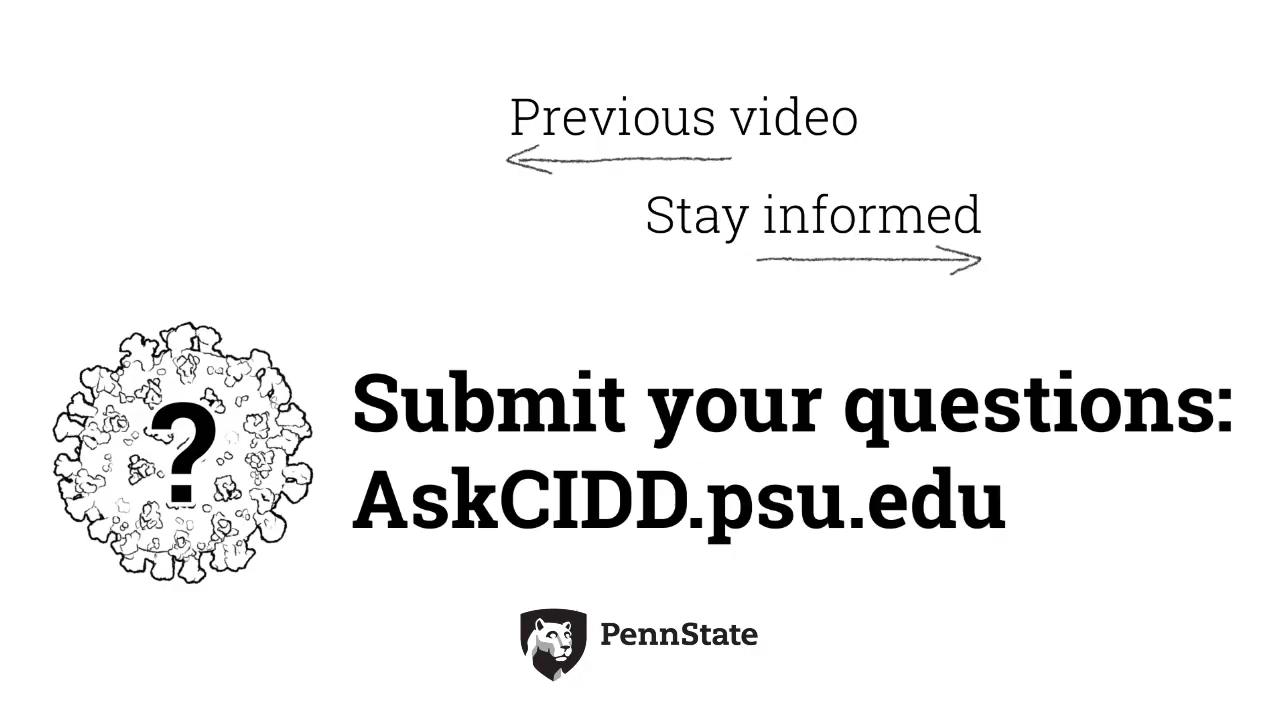 Previous video
Stay informed
?
Submit your questions:
AskCIDD.psu.edu
PennState